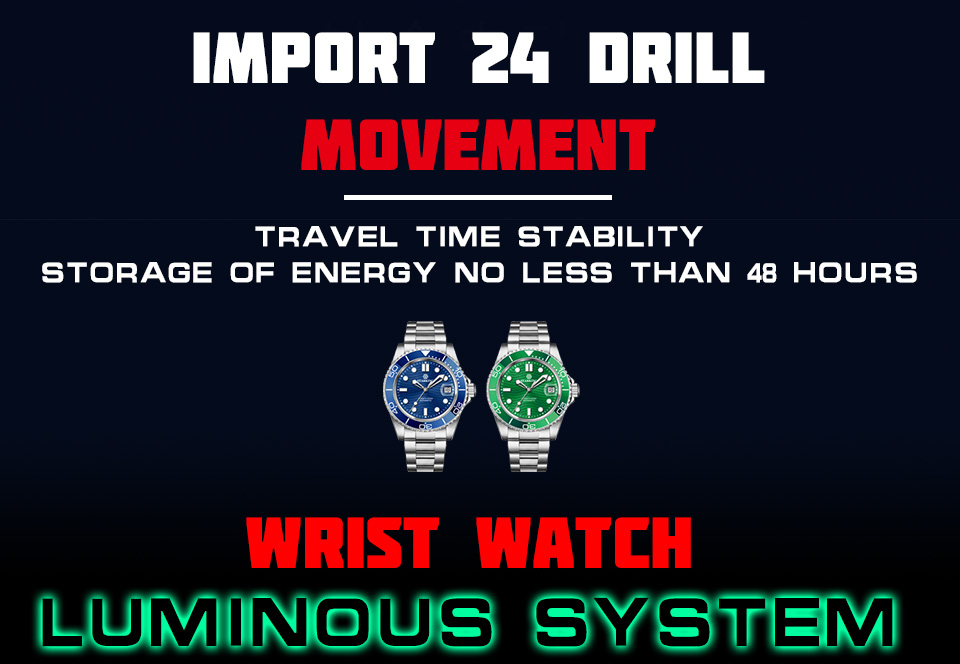 IMPORT 24 DRILL
MOVEMENT
TRAVEL TIME STABILITY
STORAGE OF ENERGY NO LESS THAN 48 HOURS
WRIST WATCH
LUMINOUS SYSTEM